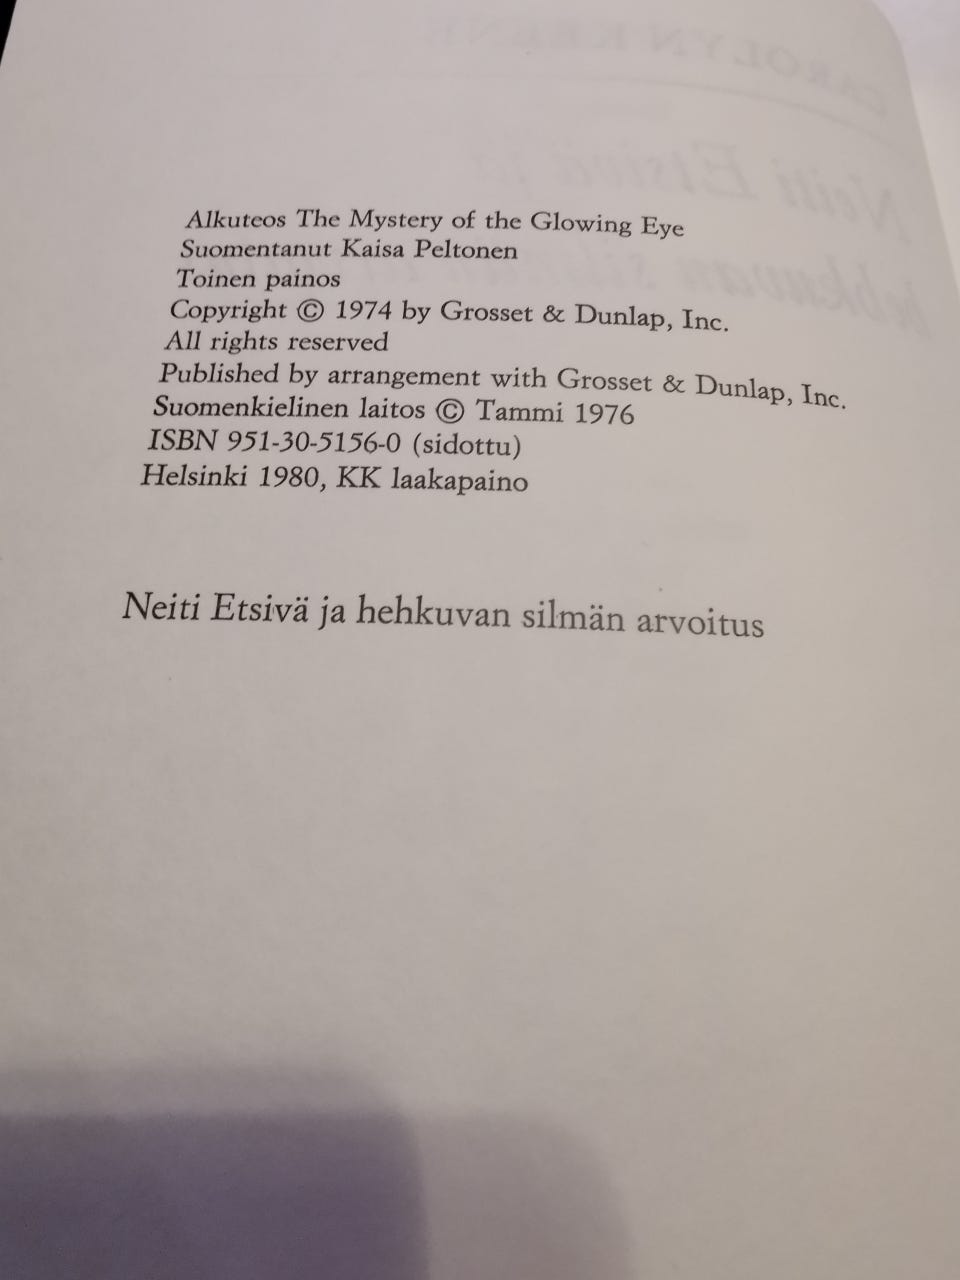 Alkuteos The Mystery of the Glowing Eye
Suomentanut Kaisa Peltonen
Toinen painos
Copyright © 1974 by Grosset & Dunlap, Inc.
All rights reserved
Published by arrangement with Grosset & Dunlap, Inc.
Suomenkielinen laitos © Tammi 1976
ISBN 951-30-5156-0 (sidottu)
Helsinki 1980, KK laakapaino
Neiti Etsivä ja hehkuvan silmän arvoitus